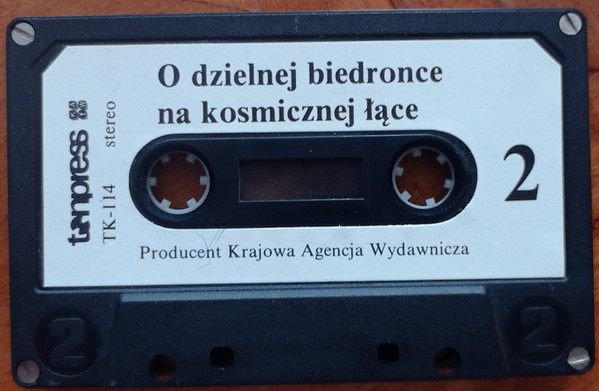 O dzielnej biedronce
na kosmicznej łące
tonpress
TK-114 stereo
2
Producent Krajowa Agencja Wydawnicza
2
2